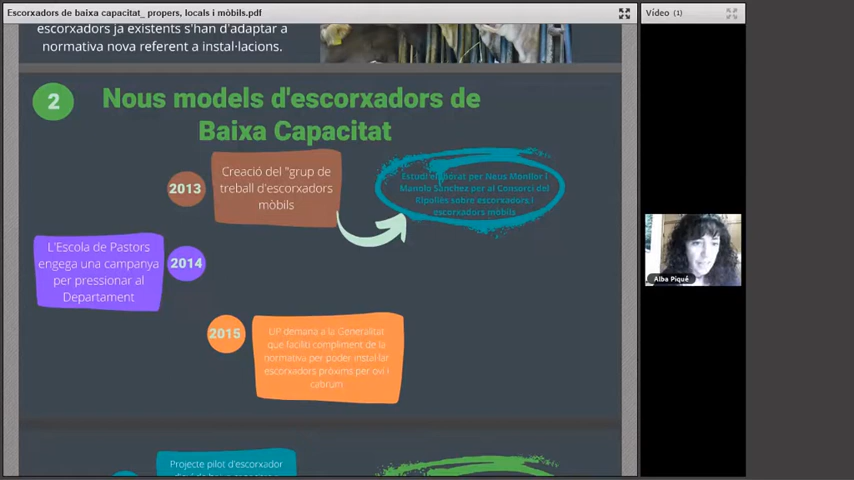 Escorxadors de baixa capacitat_ propers, locals i mòbils.pdf
Vídeo (1)
escorxadors ja existents s'han d'adaptar a
normativa nova referent a instal·lacions.
2
Nous models d'escorxadors de
Baixa Capacitat
2013
Creació del "grup de
treball d'escorxadors
mòbils
Estudi elaborat per Neus Monllor i
Manolo Sánchez per al Consorci del
Ripollès sobre escorxadors i
escorxadors mòbils
L'Escola de Pastors
engega una campanya
per pressionar al
Departament
2014
2015
UP demana a la Generalitat
que faciliti compliment de la
normativa per poder instal·lar
escorxadors pròxims per oví i
cabrum
Alba Piqué
Projecte pilot d'escorxador